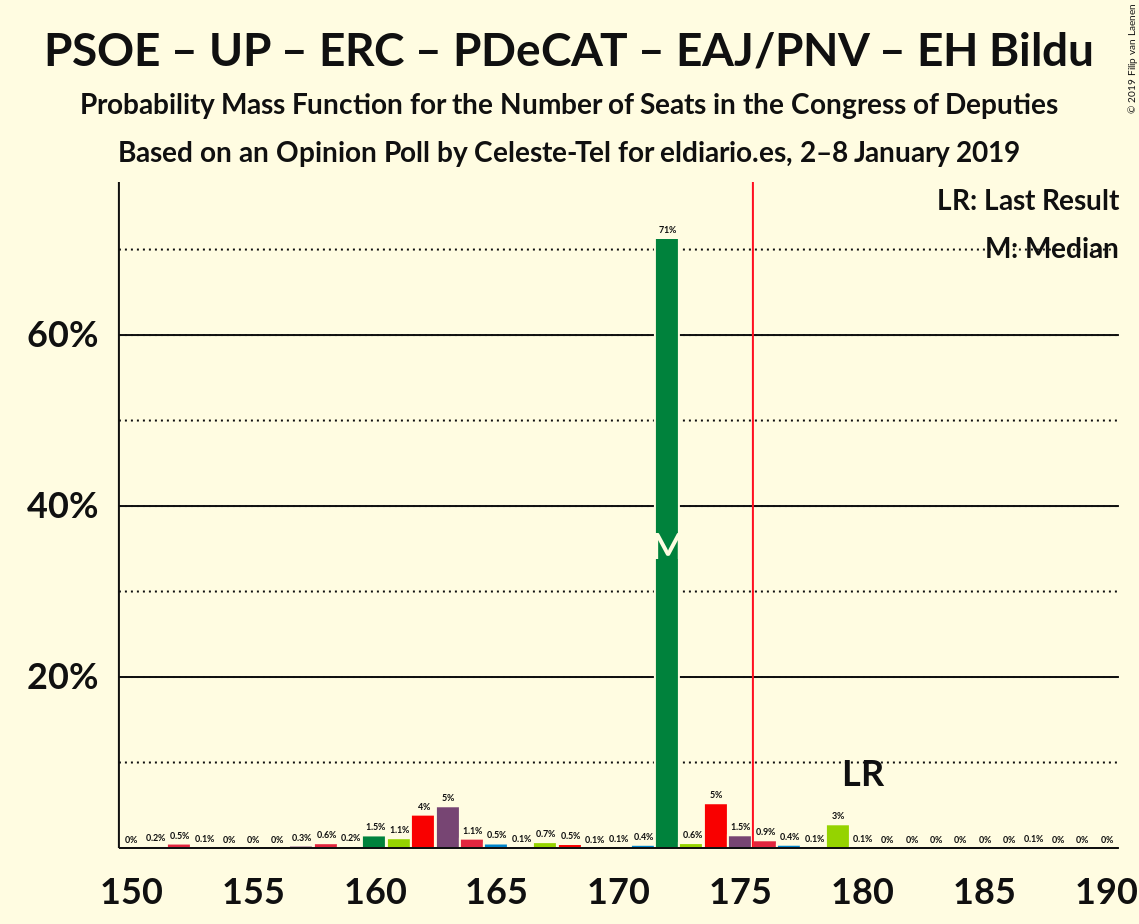 PSOE – UP – ERC – PDeCAT – EAJ/PNV – EH Bildu
Probability Mass Function for the Number of Seats in the Congress of Deputies
Based on an Opinion Poll by Celeste-Tel for eldiario.es, 2–8 January 2019
© 2019 Filip van Laenen
LR: Last Result
M: Median
60%
40%
20%
0% 0.2% 0.5% 0.1% 0% 0% 0% 0.3% 0.6% 0.2% 1.5% 1.1% 4% 5% 1.1% 0.5% 0.1% 0.7% 0.5% 0.1% 0.1% 0.4% 71% 0.6% 5% 1.5% 0.9% 0.4% 0.1% 3% 0.1% 0% 0% 0% 0% 0% 0% 0.1% 0% 0% 0%
M
LR
150 155 160 165 170 175 180 185 190